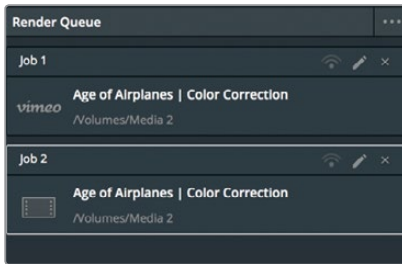 Render Queue
Job 1
vimeo
Age of Airplanes | Color Correction
/Volumes/Media 2
Job 2
Age of Airplanes | Color Correction
/Volumes/Media 2